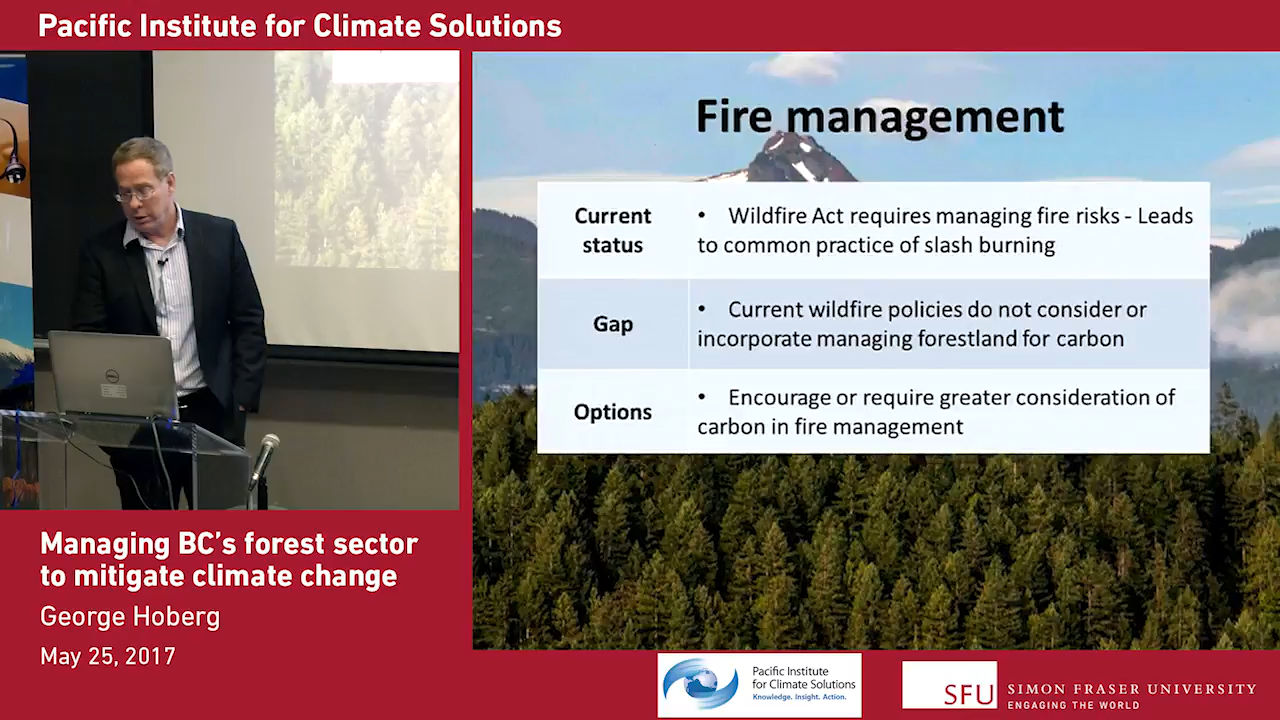 Pacific Institute for Climate Solutions
Fire management
Current
status
• Wildfire Act requires managing fire risks - Leads
to common practice of slash burning
Gap
• Current wildfire policies do not consider or
incorporate managing forestland for carbon
Options
• Encourage or require greater consideration of
carbon in fire management
DELL
Managing BC’s forest sector
to mitigate climate change
George Hoberg
May 25, 2017
Pacific Institute
for Climate Solutions
Knowledge. Insight. Action.
SFU
SIMON FRASER UNIVERSITY
ENGAGING THE WORLD